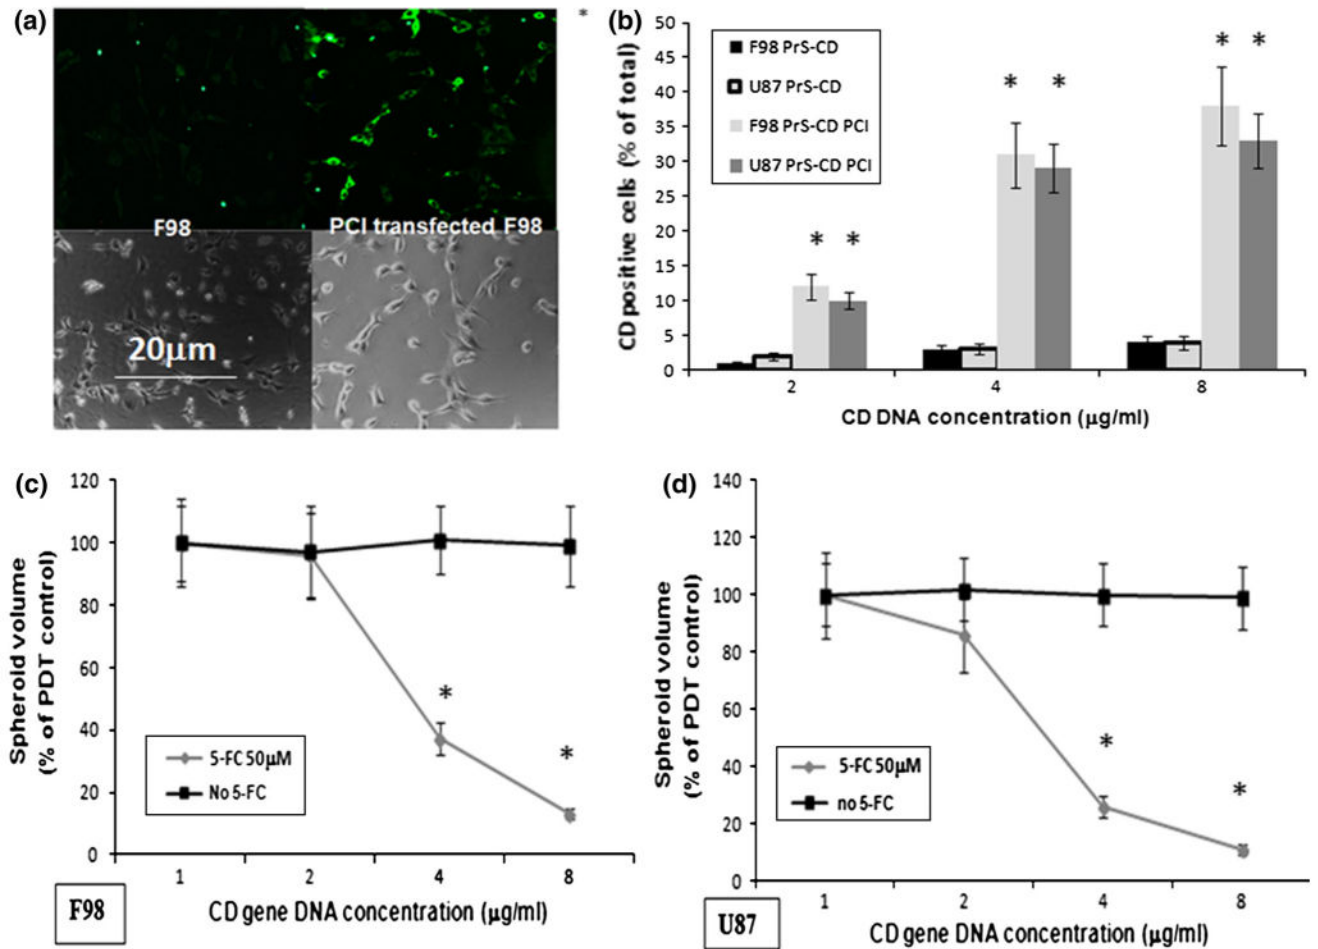 (a)
F98
PCI transfected F98
20μm
*
(b)
CD positive cells (% of total)
50
45
40
35
30
25
20
15
10
5
0
F98 PrS-CD
U87 PrS-CD
F98 PrS-CD PCI
U87 PrS-CD PCI
* *
* *
* *
2 4 8
CD DNA concentration (μg/ml)
(c)
Spheroid volume
(% of PDT control)
120
100
80
60
40
20
0
*
*
5-FC 50μM
No 5-FC
1 2 4 8
F98
CD gene DNA concentration (μg/ml)
(d)
Spheroid volume
(% of PDT control)
140
120
100
80
60
40
20
0
*
*
5-FC 50μM
no 5-FC
1 2 4 8
U87
CD gene DNA concentration (μg/ml)